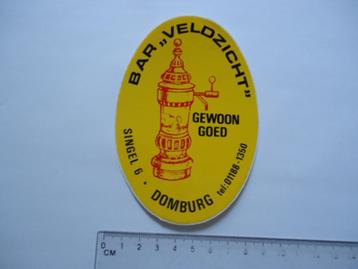 BAR „VELDZICHT„
GEWOON
GOED
SINGEL 6 • DOMBURG tel.:01188-1350
0 1 2 3 4 5 6 7 8 9 10 11 12
CM